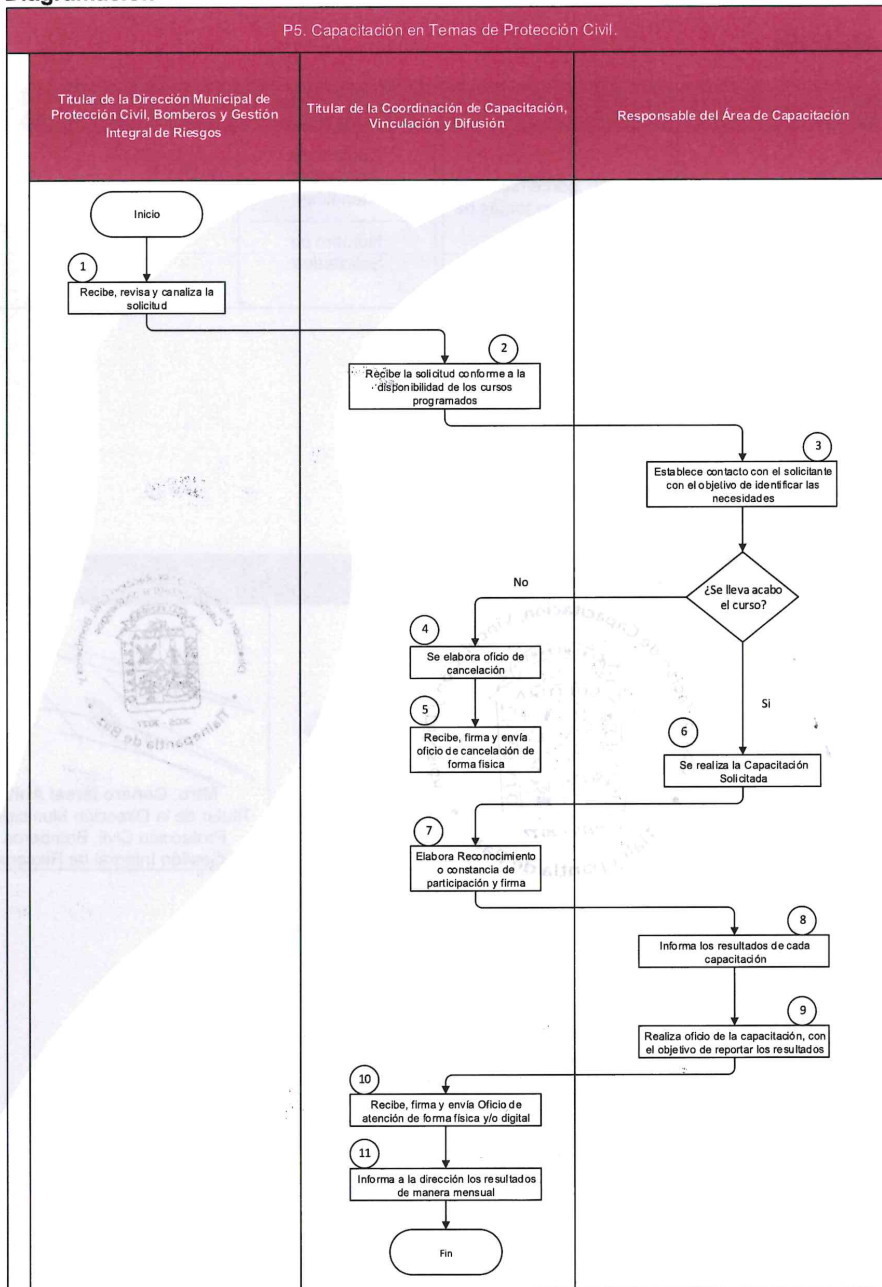 Diagramación
P5. Capacitación en Temas de Protección Civil.
Titular de la Dirección Municipal de
Protección Civil, Bomberos y Gestión
Integral de Riesgos
Titular de la Coordinación de Capacitación,
Vinculación y Difusión
Responsable del Área de Capacitación
Inicio
1
Recibe, revisa y canaliza la
solicitud
2
Recibe la solicitud conforme a la
disponibilidad de los cursos
programados
3
Establece contacto con el solicitante
con el objetivo de identificar las
necesidades
¿Se lleva acabo
el curso?
No
4
Se elabora oficio de
cancelación
5
Recibe, firma y envía
oficio de cancelación de
forma fisica
Si
6
Se realiza la Capacitación
Solicitada
7
Elabora Reconocimiento
o constancia de
participación y firma
8
Informa los resultados de cada
capacitación
9
Realiza oficio de la capacitación, con
el objetivo de reportar los resultados
10
Recibe, firma y envía Oficio de
atención de forma física y/o digital
11
Informa a la dirección los resultados
de manera mensual
Fin